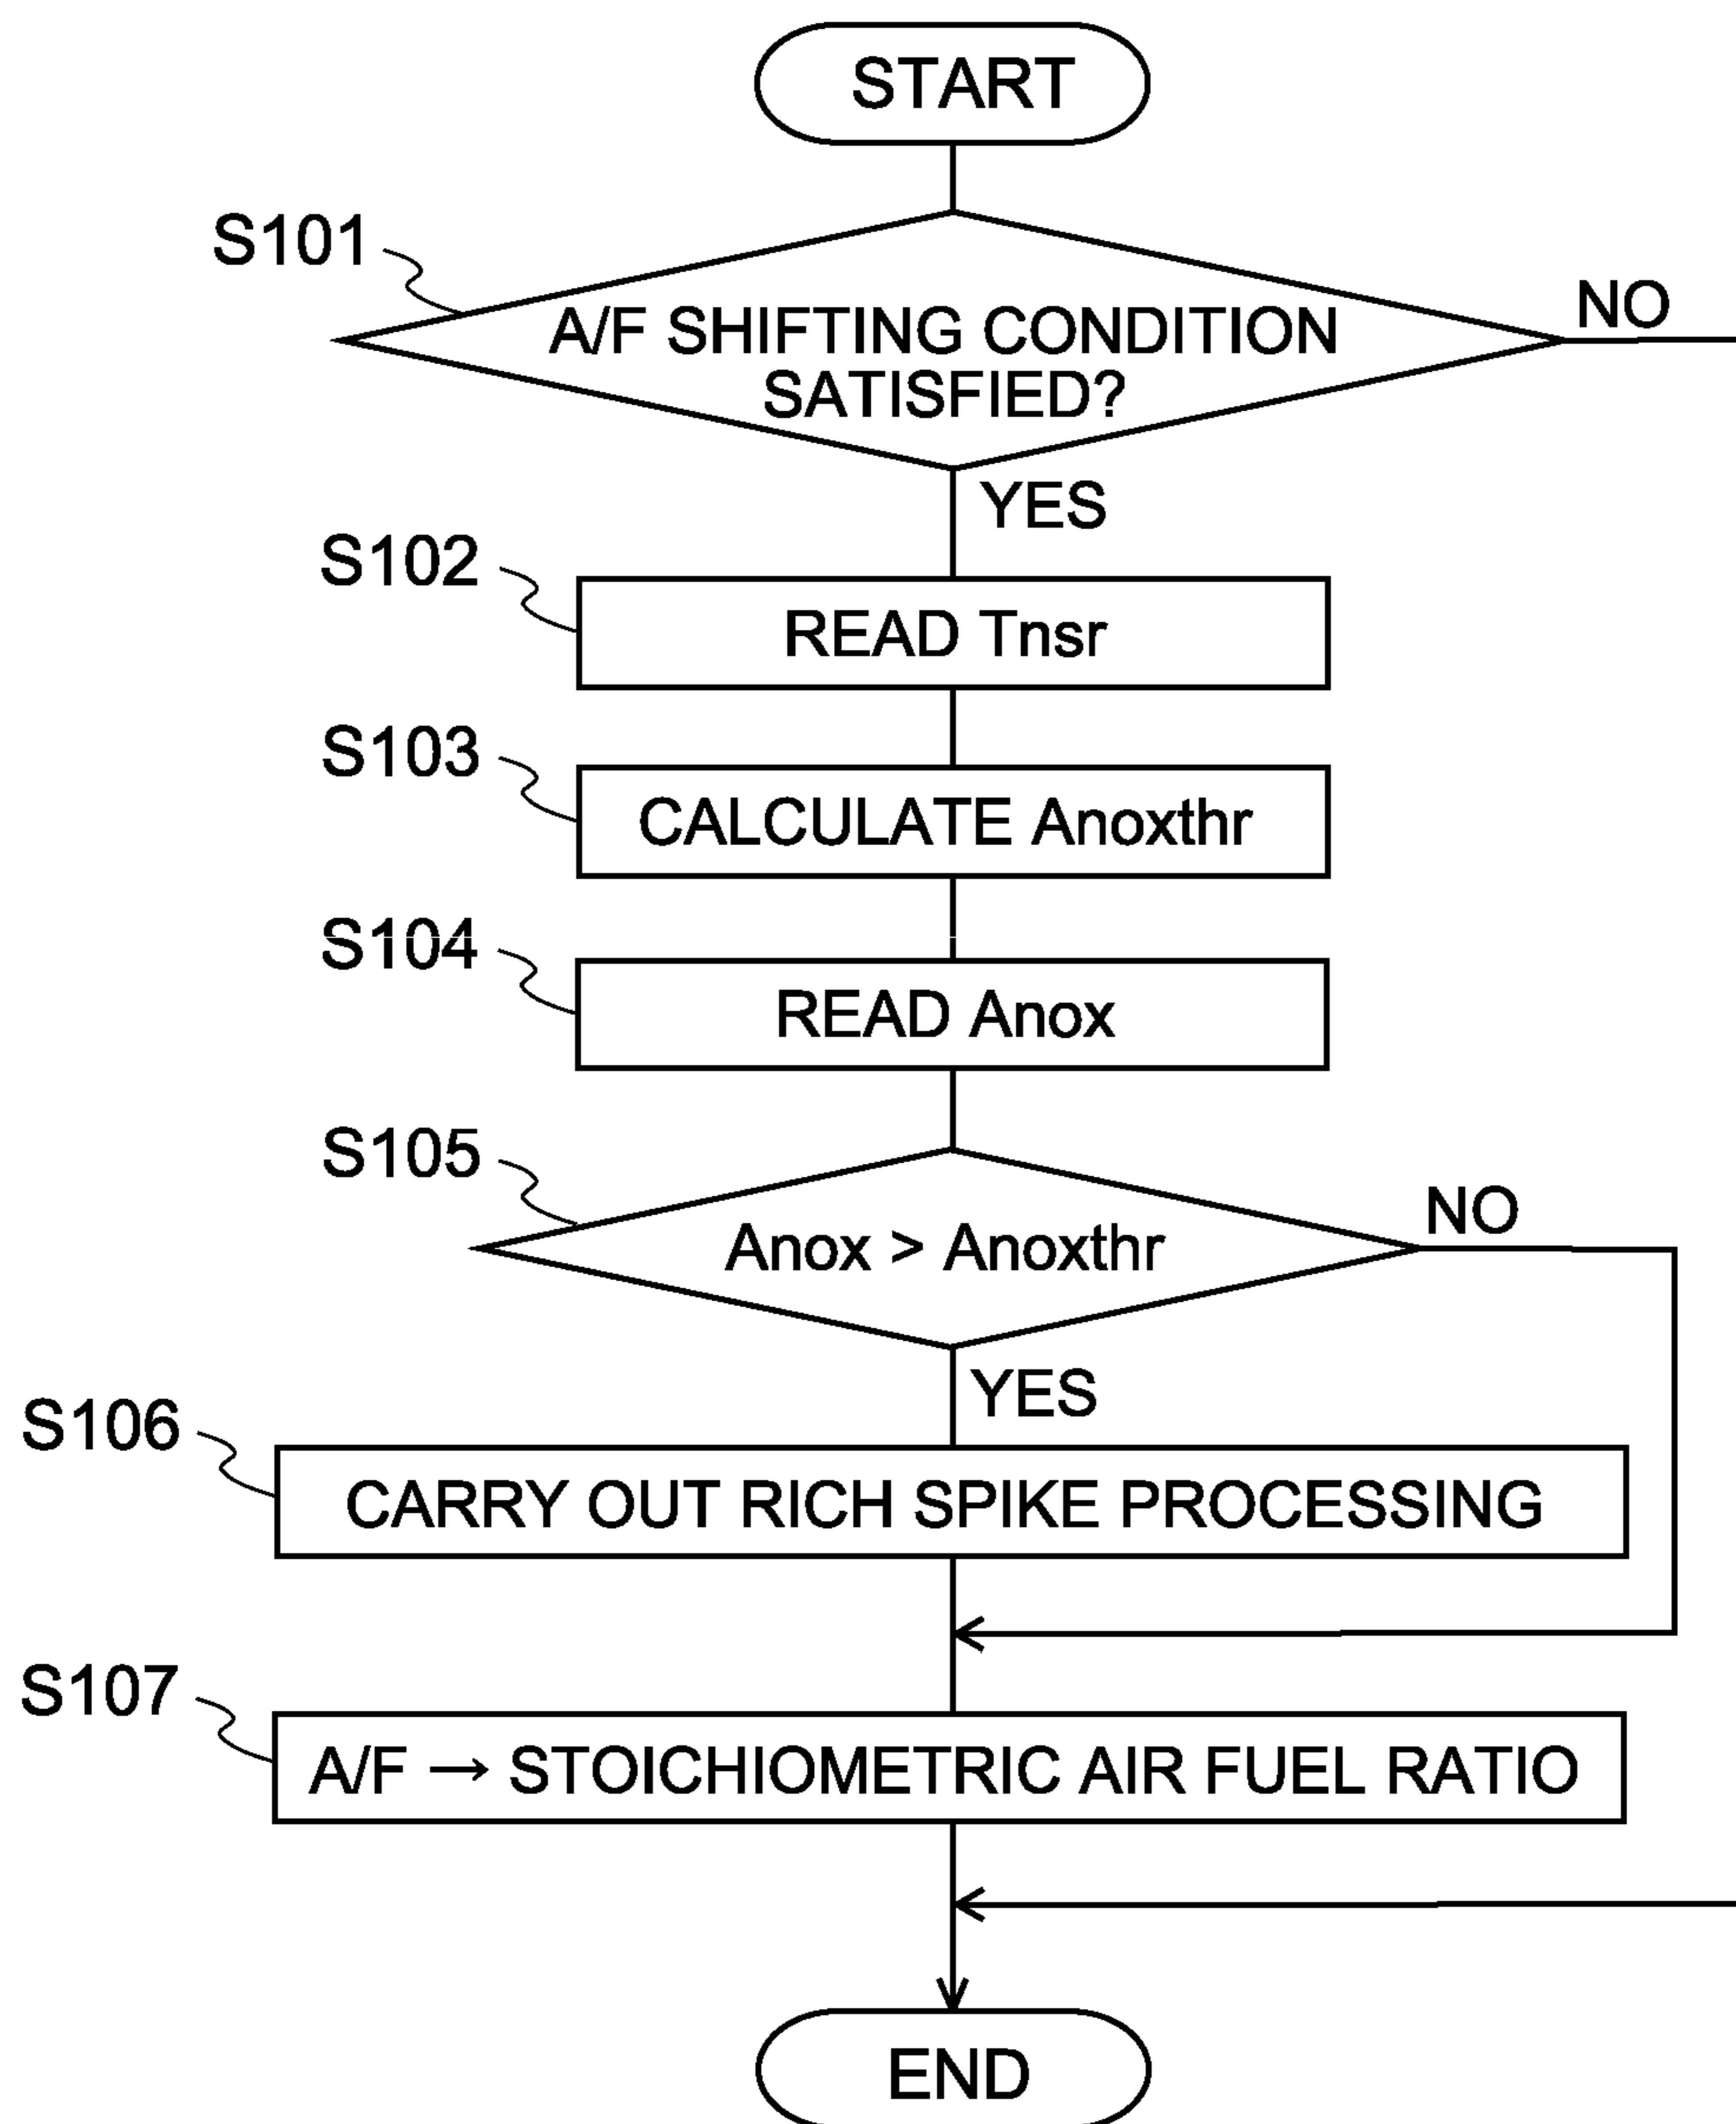 START
S101
A/F SHIFTING CONDITION
SATISFIED?
NO
YES
S102
READ Tnsr
S103
CALCULATE Anoxthr
S104
READ Anox
S105
Anox > Anoxthr
NO
YES
S106
CARRY OUT RICH SPIKE PROCESSING
S107
A/F → STOICHIOMETRIC AIR FUEL RATIO
END